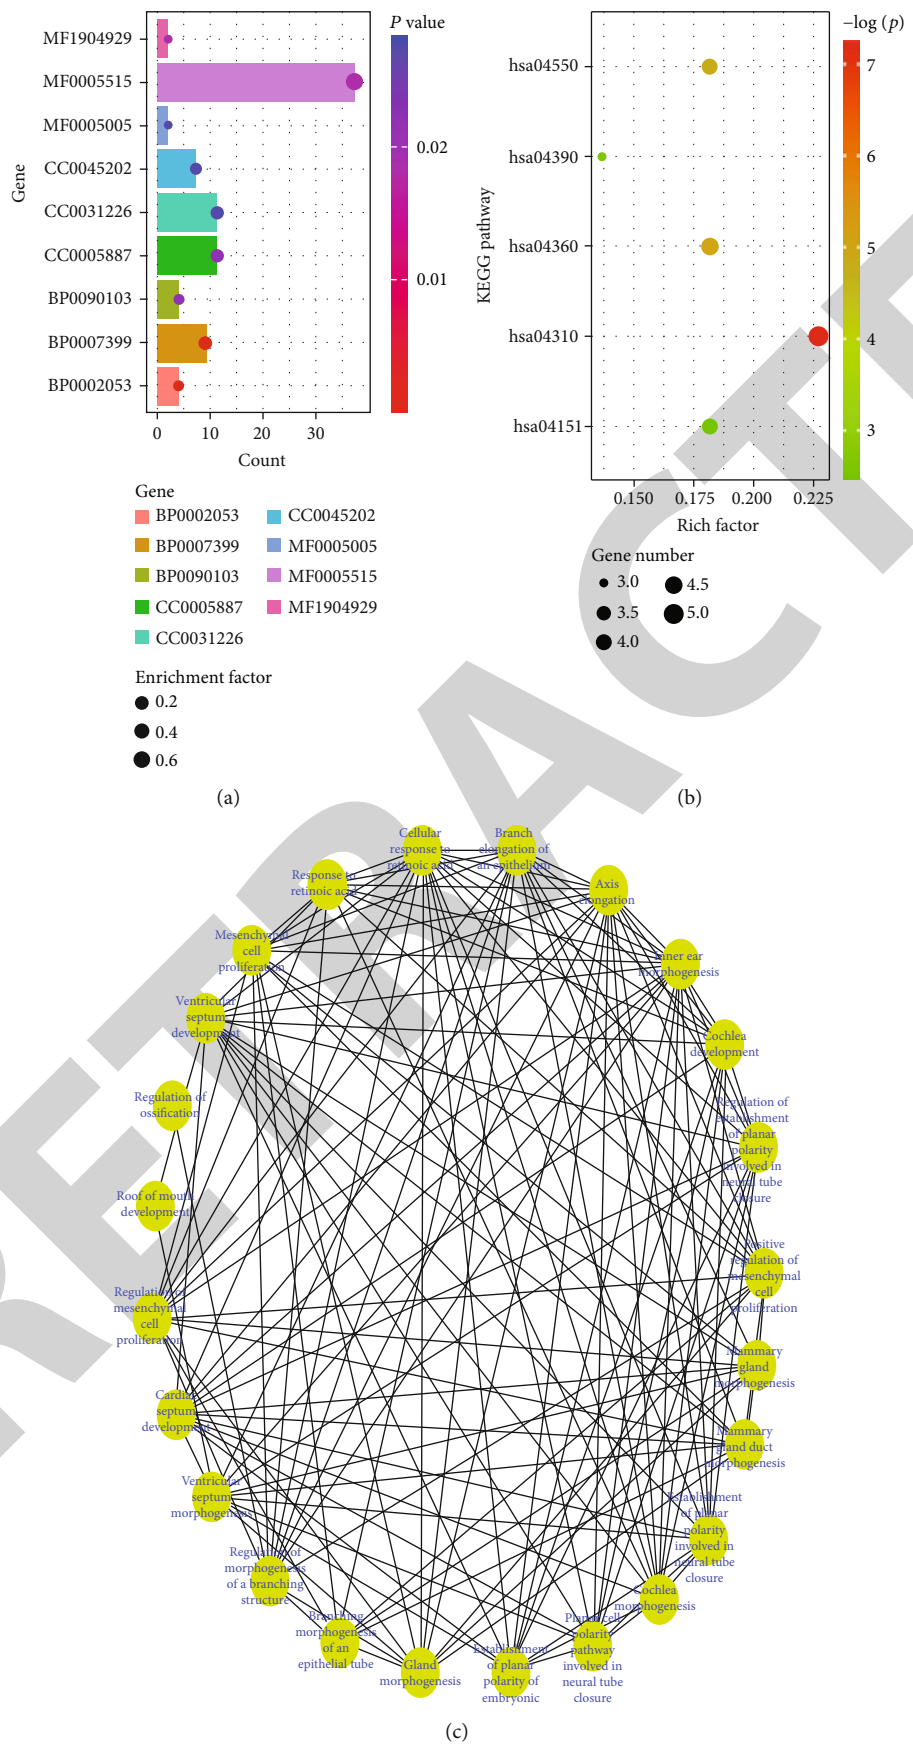 MF1904929
MF0005515
MF0005005
CC0045202
CC0031226
CC0005887
BP0090103
BP0007399
BP0002053
Gene
0 10 20 30
Count
P value
0.02
0.01
Gene
BP0002053
BP0007399
BP0090103
CC0005887
CC0031226
CC0045202
MF0005005
MF0005515
MF1904929
Enrichment factor
0.2
0.4
0.6
(a)
hsa04550
hsa04390
hsa04360
hsa04310
hsa04151
KEGG pathway
0.150 0.175 0.200 0.225
Rich factor
−log (p)
7
6
5
4
3
Gene number
3.0
3.5
4.0
4.5
5.0
(b)
Cellular
response to
retinoic acid
Branch
elongation of
an epithelium
Axis
elongation
Inner ear
morphogenesis
Cochlea
development
Regulation of
establishment
of planar
polarity
involved in
neural tube
closure
Positive
regulation of
mesenchymal
cell
proliferation
Mammary
gland
morphogenesis
Mammary
gland duct
morphogenesis
Establishment
of planar
polarity
involved in
neural tube
closure
Cochlea
morphogenesis
Planar cell
polarity
pathway
involved in
neural tube
closure
Establishment
of planar
polarity of
embryonic
Gland
morphogenesis
Branching
morphogenesis
of an
epithelial tube
Regulation of
morphogenesis
of a branching
structure
Ventricular
septum
morphogenesis
Cardiac
septum
development
Regulation of
mesenchymal
cell
proliferation
Roof of mouth
development
Regulation of
ossification
Ventricular
septum
development
Mesenchymal
cell
proliferation
Response to
retinoic acid
(c)
RETRACTE